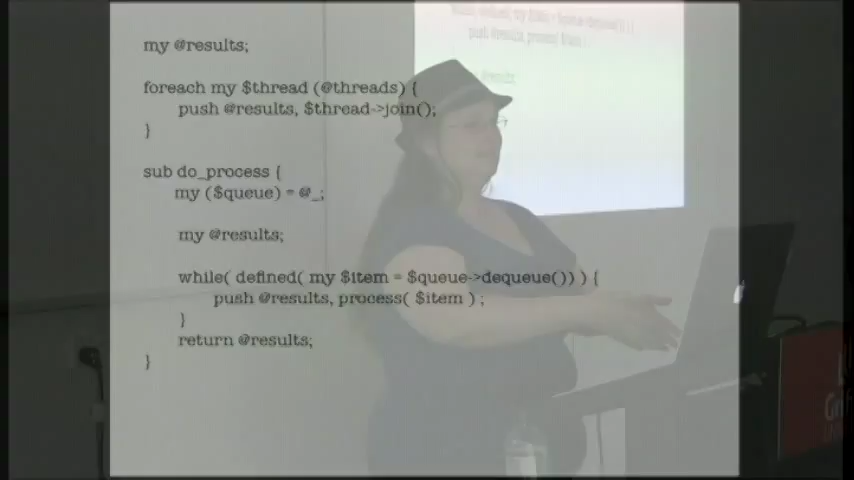 my @results;
foreach my $thread (@threads) {
push @results, $thread->join();
}
sub do_process {
my ($queue) = @_;
my @results;
while( defined( my $item = $queue->dequeue()) ) {
push @results, process( $item ) ;
}
return @results;
}